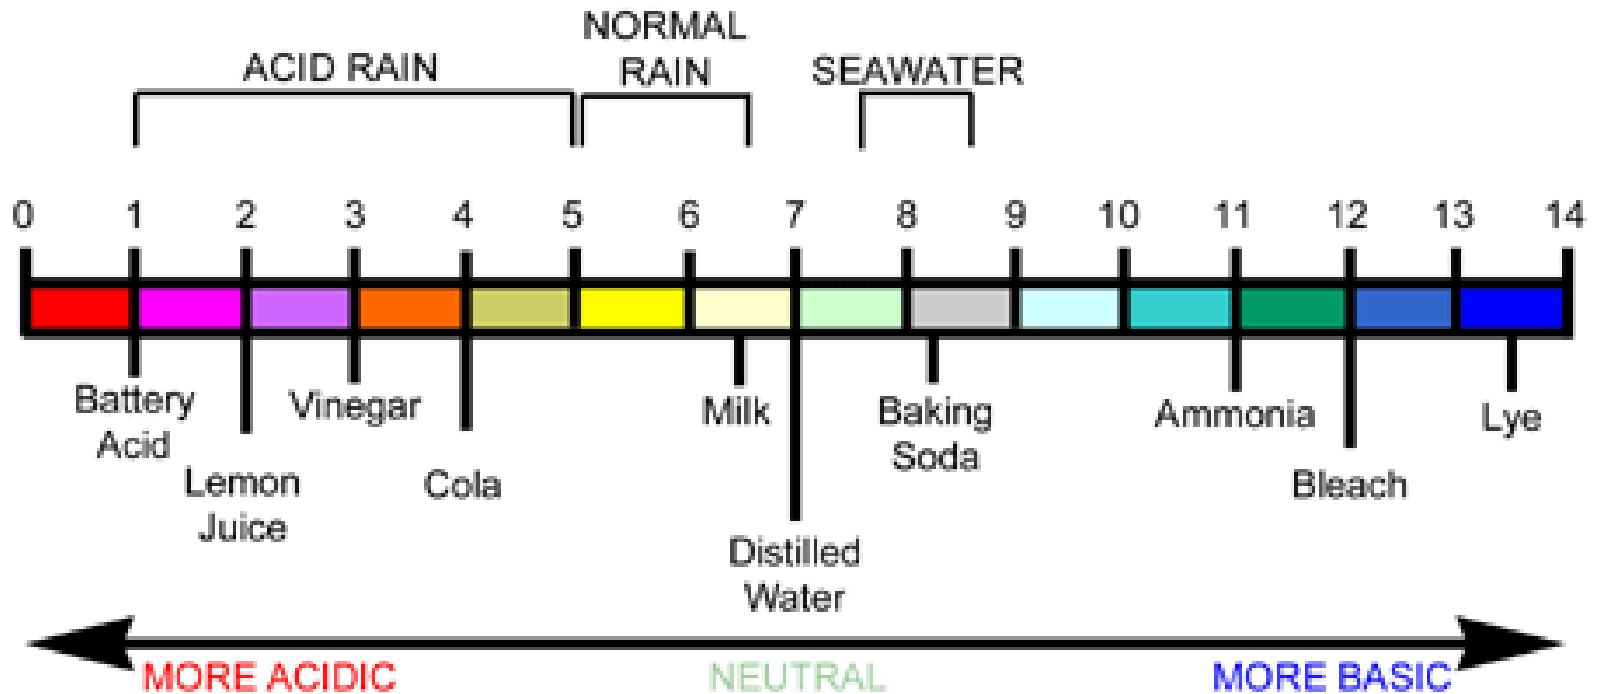 NORMAL
ACID RAIN RAIN SEAWATER
0 1 2 3 4 5 6 7 8 9 10 11 12 13 14
Battery Vinegar Milk Baking Ammonia Lye
Acid Soda
Lemon Cola Bleach
Juice
Distilled
Water
MORE ACIDIC NEUTRAL MORE BASIC